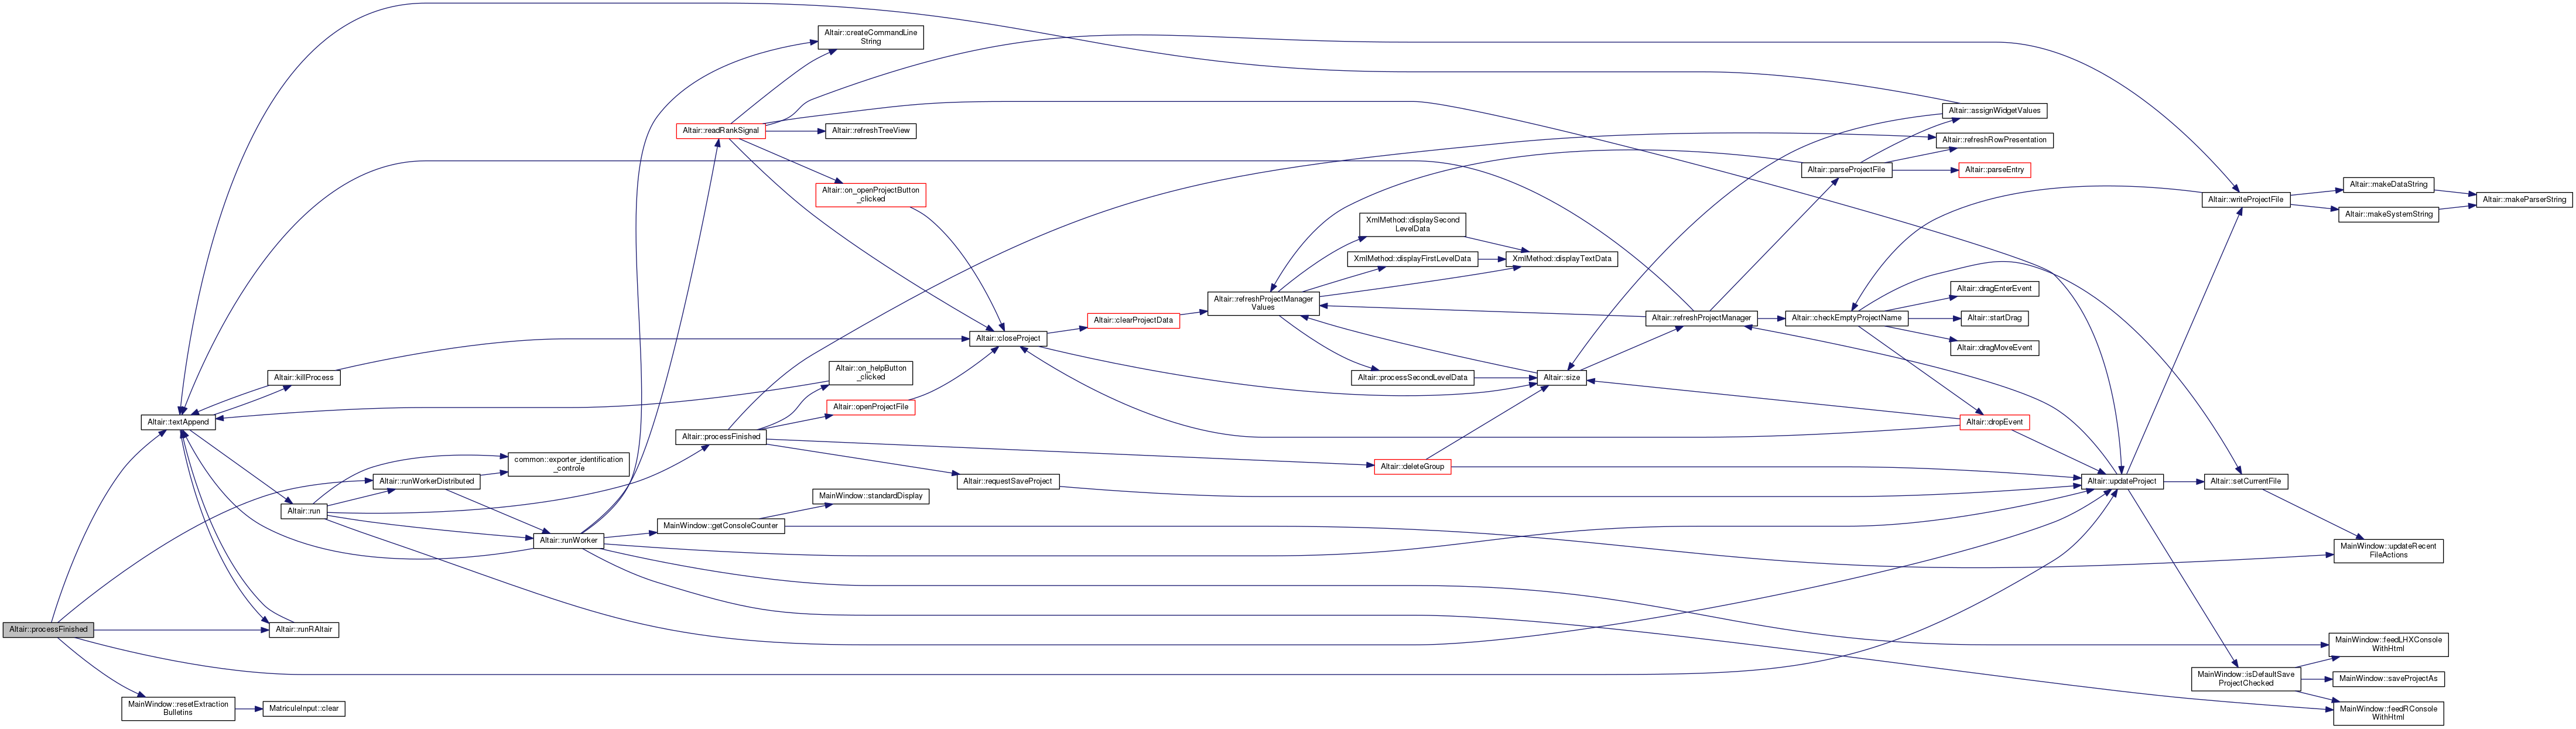 Altair::processFinished
Altair::textAppend
Altair::killProcess
Altair::run
Altair::runRAltair
MainWindow::resetExtraction
Bulletins
MatriculeInput::clear
Altair::runWorkerDistributed
common::exporter_identification
_controle
Altair::runWorker
Altair::readRankSignal
Altair::processFinished
MainWindow::getConsoleCounter
Altair::createCommandLine
String
Altair::refreshTreeView
Altair::on_openProjectButton
_clicked
Altair::on_helpButton
_clicked
Altair::openProjectFile
MainWindow::standardDisplay
Altair::closeProject
Altair::requestSaveProject
Altair::clearProjectData
Altair::refreshProjectManager
Values
XmlMethod::displaySecond
LevelData
XmlMethod::displayFirstLevelData
Altair::processSecondLevelData
Altair::deleteGroup
XmlMethod::displayTextData
Altair::size
Altair::refreshProjectManager
Altair::parseProjectFile
Altair::checkEmptyProjectName
Altair::assignWidgetValues
Altair::refreshRowPresentation
Altair::parseEntry
Altair::dragEnterEvent
Altair::startDrag
Altair::dragMoveEvent
Altair::dropEvent
Altair::updateProject
Altair::writeProjectFile
Altair::setCurrentFile
MainWindow::isDefaultSave
ProjectChecked
Altair::makeDataString
Altair::makeSystemString
Altair::makeParserString
MainWindow::updateRecent
FileActions
MainWindow::feedLHXConsole
WithHtml
MainWindow::saveProjectAs
MainWindow::feedRConsole
WithHtml